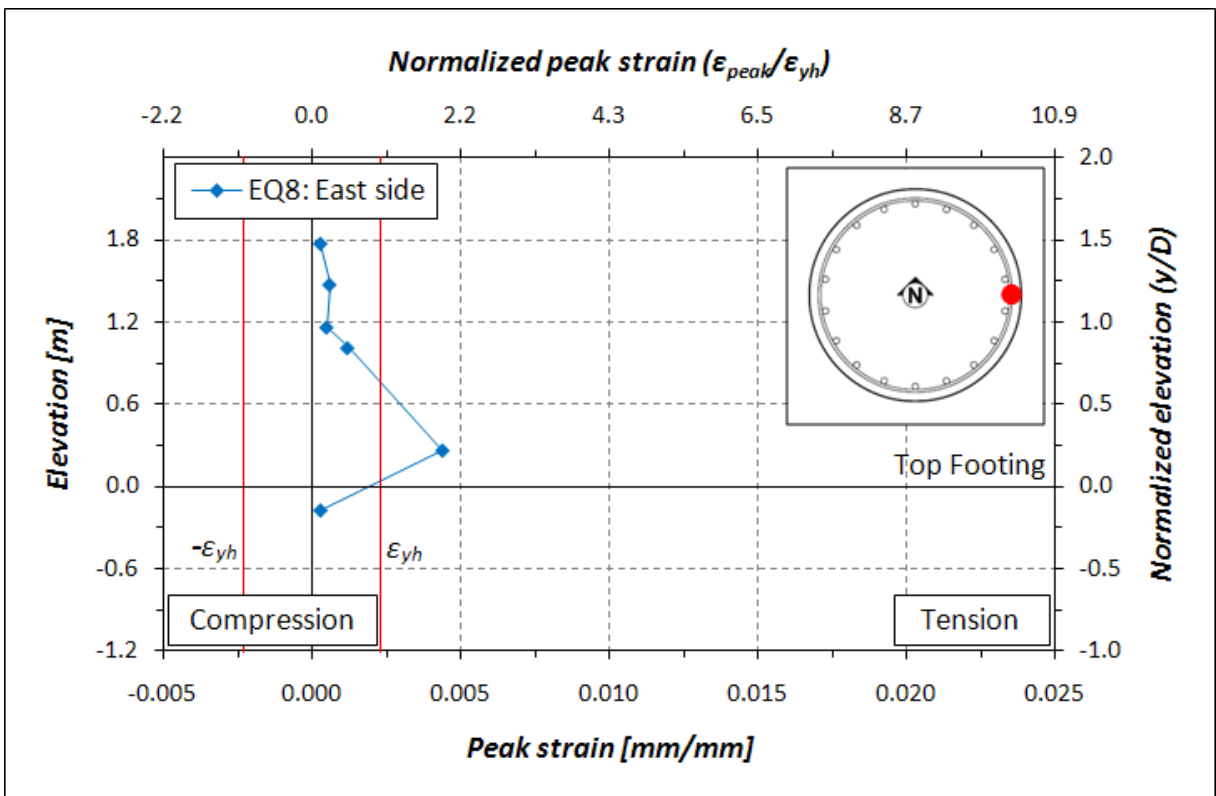 Normalized peak strain (εpeak/εyh)
-2.2 0.0 2.2 4.3 6.5 8.7 10.9
EQ8: East side
N
Top Footing
Elevation [m]
1.8
1.2
0.6
0.0
-0.6
-1.2
2.0
1.5
1.0
0.5
0.0
-0.5
-1.0
Normalized elevation (y/D)
-εyh
εyh
Compression
Tension
-0.005 0.000 0.005 0.010 0.015 0.020 0.025
Peak strain [mm/mm]